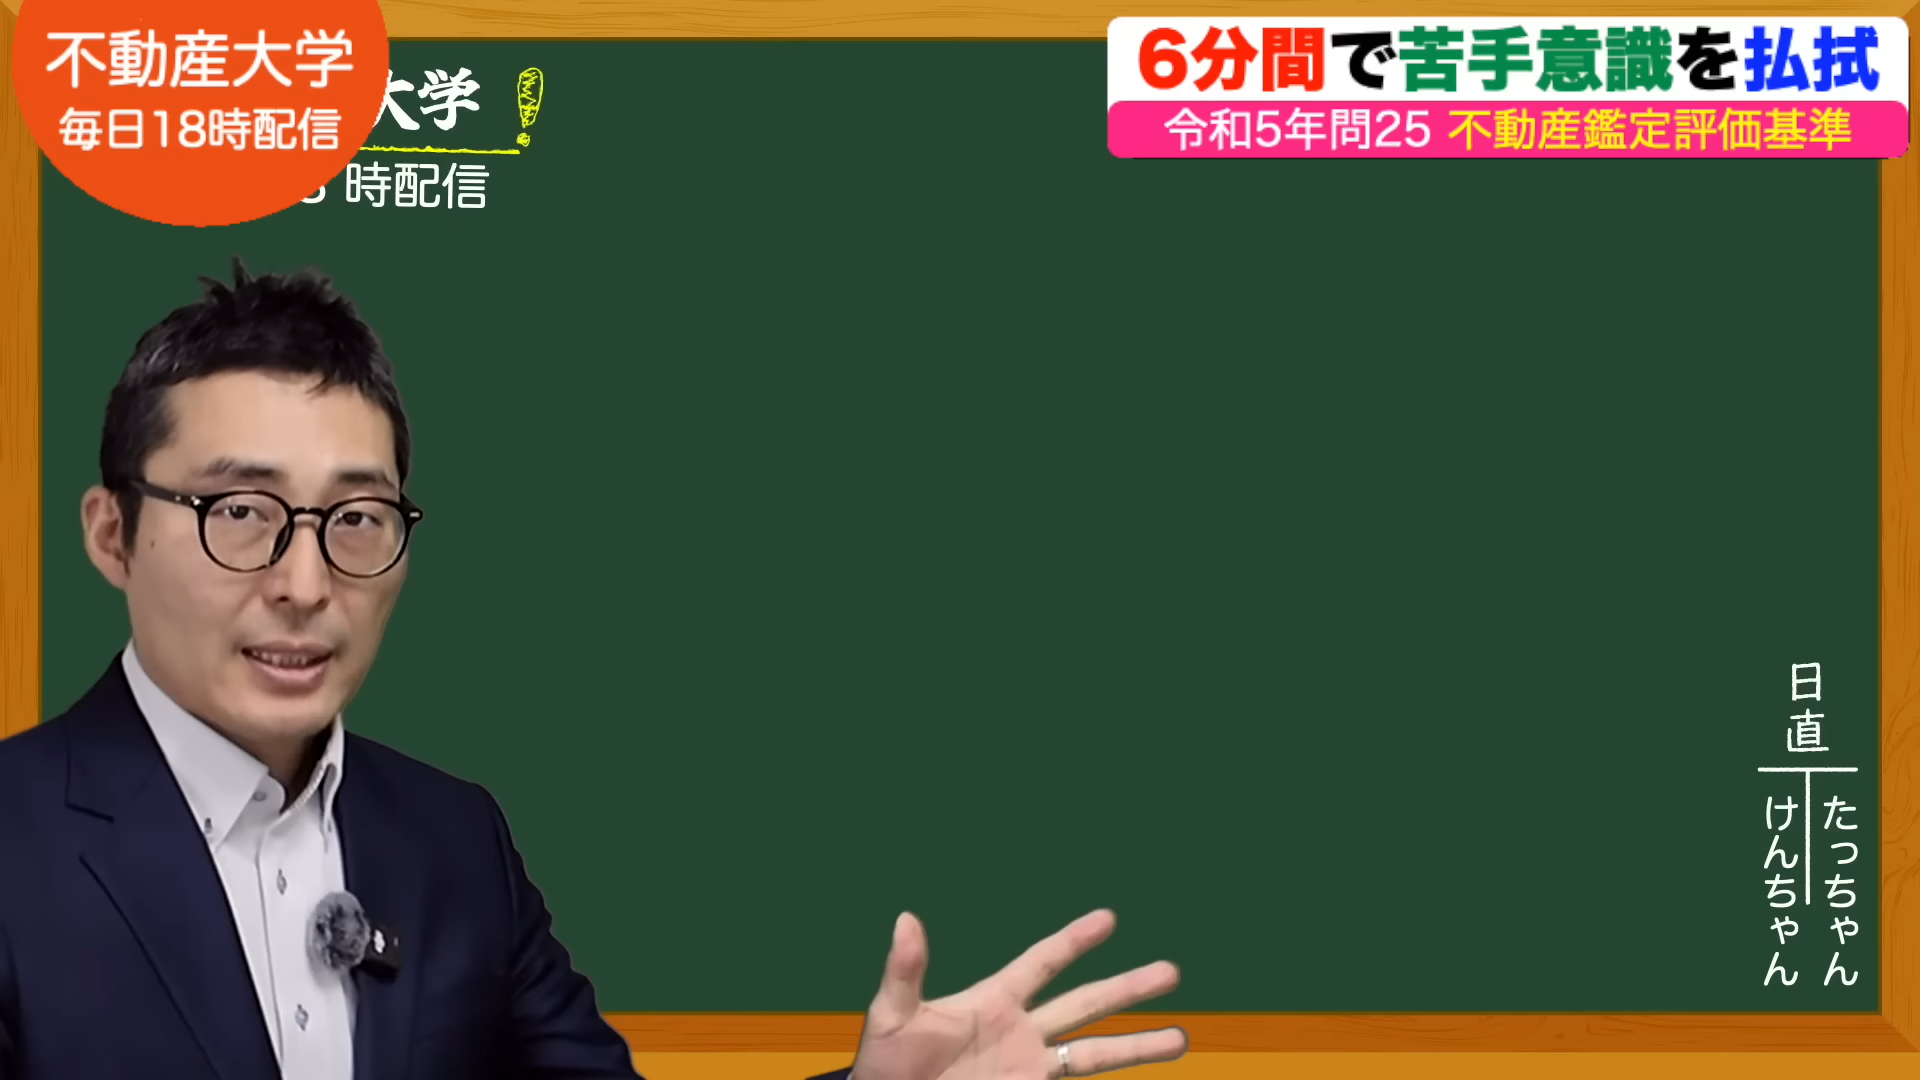 不動産大学
毎日18時配信
大学!
時配信
6分間で苦手意識を払拭
令和5年問25 不動産鑑定評価基準
日直
たっちゃん
けんちゃん